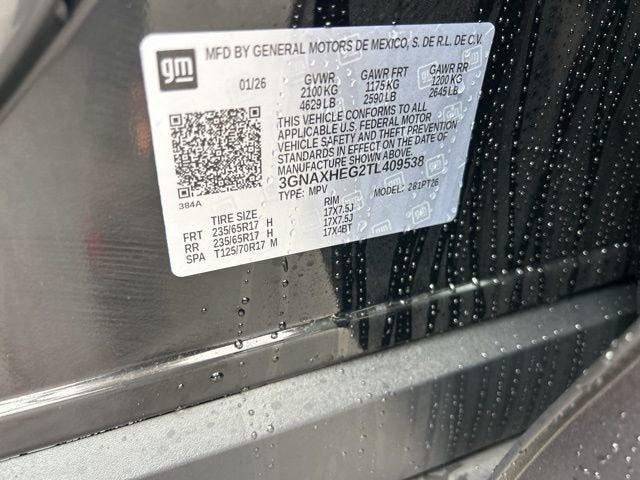 gm
MFD BY GENERAL MOTORS DE MEXICO, S. DE R.L. DE C.V.
01/26 GVWR GAWR FRT GAWR RR
2100 KG 1175 KG 1200 KG
4629 LB 2590 LB 2645 LB
THIS VEHICLE CONFORMS TO ALL
APPLICABLE U.S. FEDERAL MOTOR
VEHICLE SAFETY AND THEFT PREVENTION
STANDARDS IN EFFECT ON THE DATE OF
MANUFACTURE SHOWN ABOVE.
3GNAXHEG2TL409538
384A
TYPE: MPV MODEL: 281PT26
TIRE SIZE RIM
FRT 235/65R17 H 17X7.5J
RR 235/65R17 H 17X7.5J
SPA T125/70R17 M 17X4BT